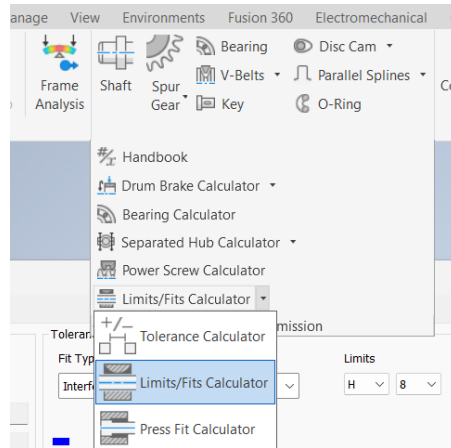 anage View Environments Fusion 360 Electromechanical
Bearing Disc Cam
V-Belts Parallel Splines
Frame Analysis Shaft Spur Gear Key O-Ring
Handbook
Drum Brake Calculator
Bearing Calculator
Separated Hub Calculator
Power Screw Calculator
Limits/Fits Calculator
mission
+/- Tolerance Calculator
Toleran
Fit Typ Limits
Limits/Fits Calculator
Interf H 8
Press Fit Calculator